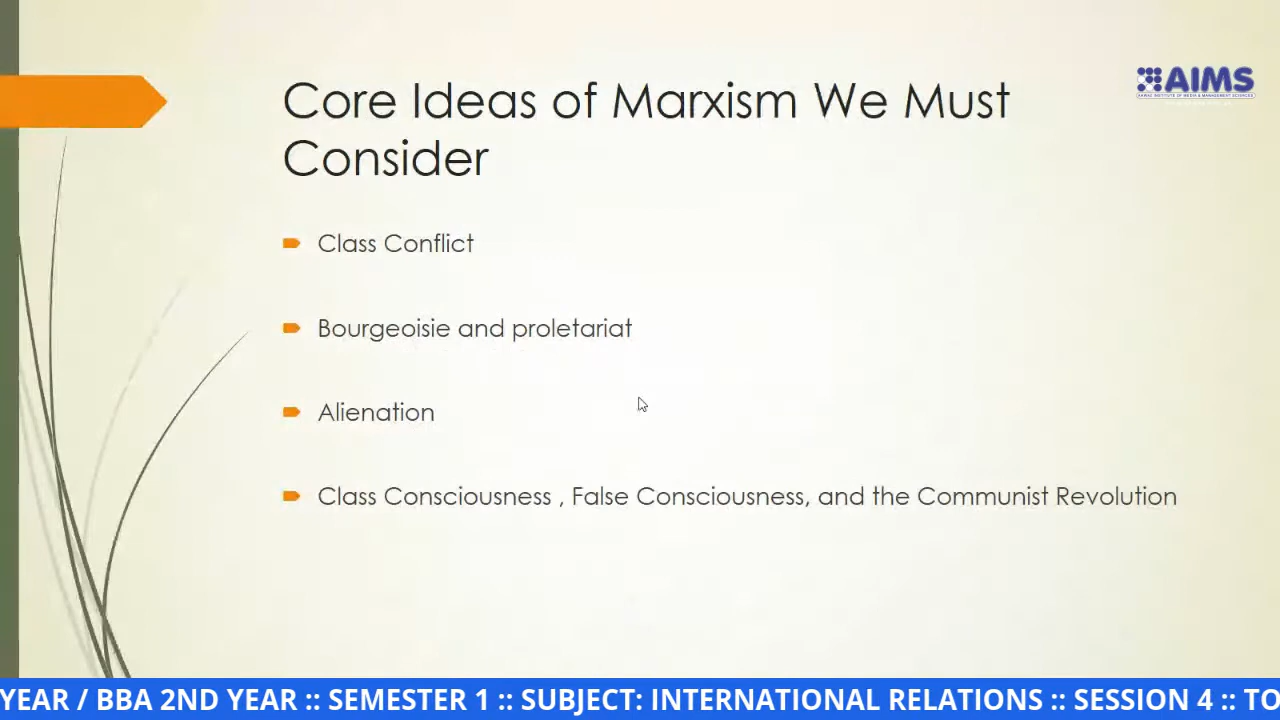 Core Ideas of Marxism We Must
Consider
AIMS
Class Conflict
Bourgeoisie and proletariat
Alienation
Class Consciousness , False Consciousness, and the Communist Revolution
YEAR / BBA 2ND YEAR :: SEMESTER 1 :: SUBJECT: INTERNATIONAL RELATIONS :: SESSION 4 :: TO